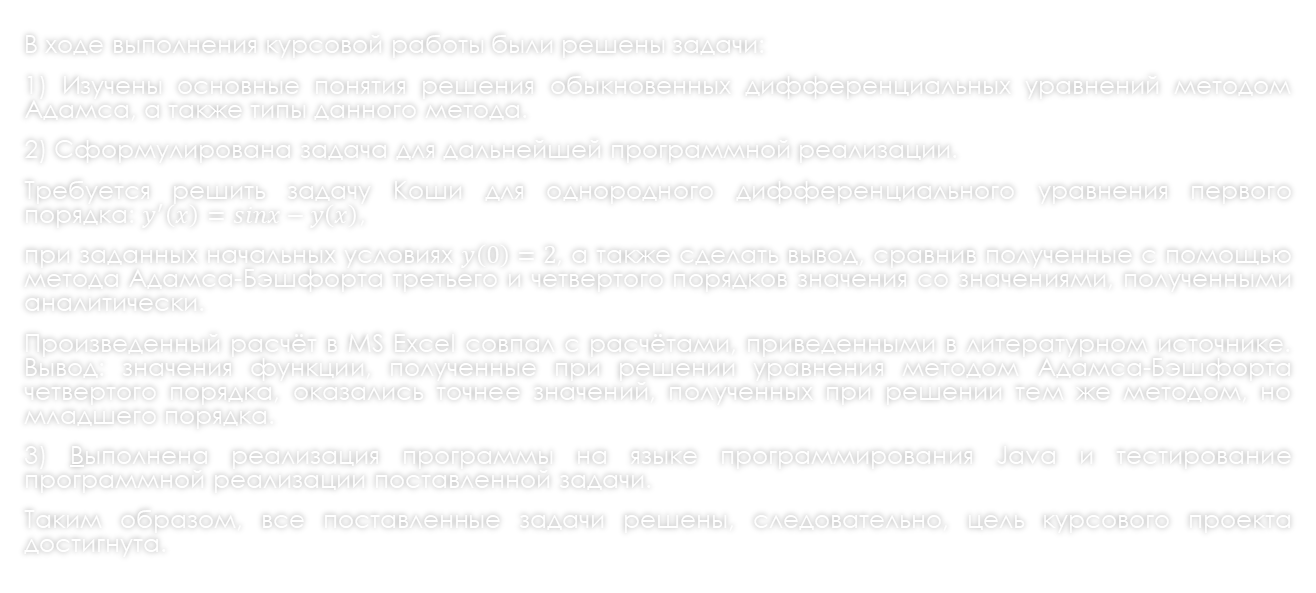 В ходе выполнения курсовой работы были решены задачи:
1) Изучены основные понятия решения обыкновенных дифференциальных уравнений методом
Адамса, а также типы данного метода.
2) Сформулирована задача для дальнейшей программной реализации.
Требуется решить задачу Коши для однородного дифференциального уравнения первого
порядка: y′(x) = sinx − y(x),
при заданных начальных условиях y(0) = 2, а также сделать вывод, сравнив полученные с помощью
метода Адамса-Бэшфорта третьего и четвертого порядков значения со значениями, полученными
аналитически.
Произведенный расчёт в MS Excel совпал с расчётами, приведенными в литературном источнике.
Вывод: значения функции, полученные при решении уравнения методом Адамса-Бэшфорта
четвертого порядка, оказались точнее значений, полученных при решении тем же методом, но
младшего порядка.
3) Выполнена реализация программы на языке программирования Java и тестирование
программной реализации поставленной задачи.
Таким образом, все поставленные задачи решены, следовательно, цель курсового проекта
достигнута.